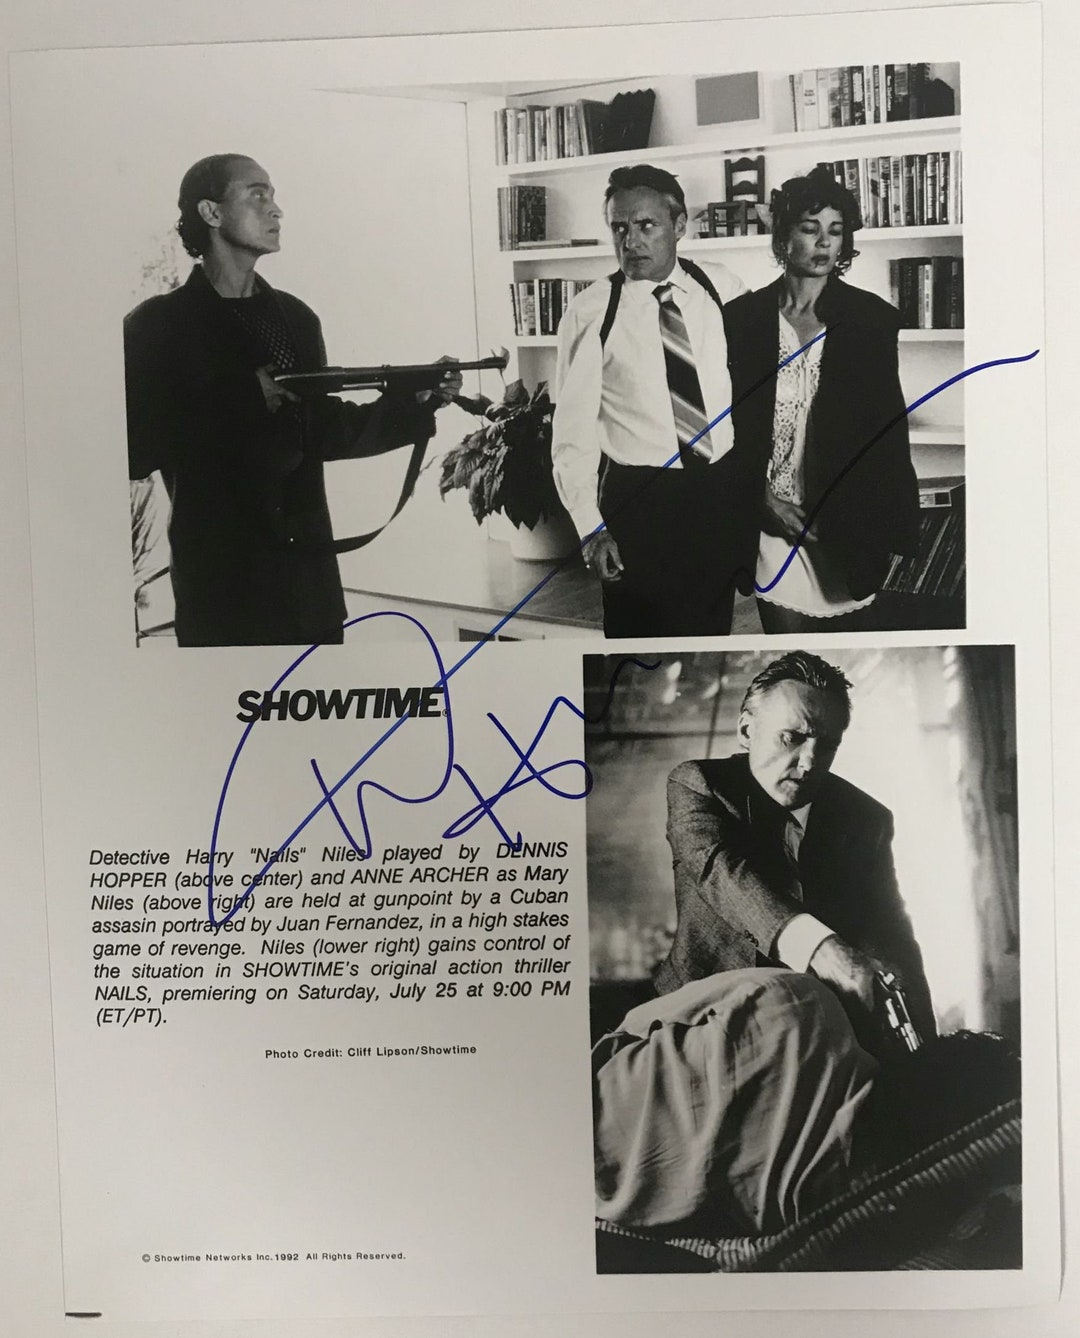 SHOWTIME®
Detective Harry "Nails" Niles played by DENNIS
HOPPER (above center) and ANNE ARCHER as Mary
Niles (above right) are held at gunpoint by a Cuban
assasin portrayed by Juan Fernandez, in a high stakes
game of revenge. Niles (lower right) gains control of
the situation in SHOWTIME's original action thriller
NAILS, premiering on Saturday, July 25 at 9:00 PM
(ET/PT).
Photo Credit: Cliff Lipson/Showtime
© Showtime Networks Inc.1992 All Rights Reserved.